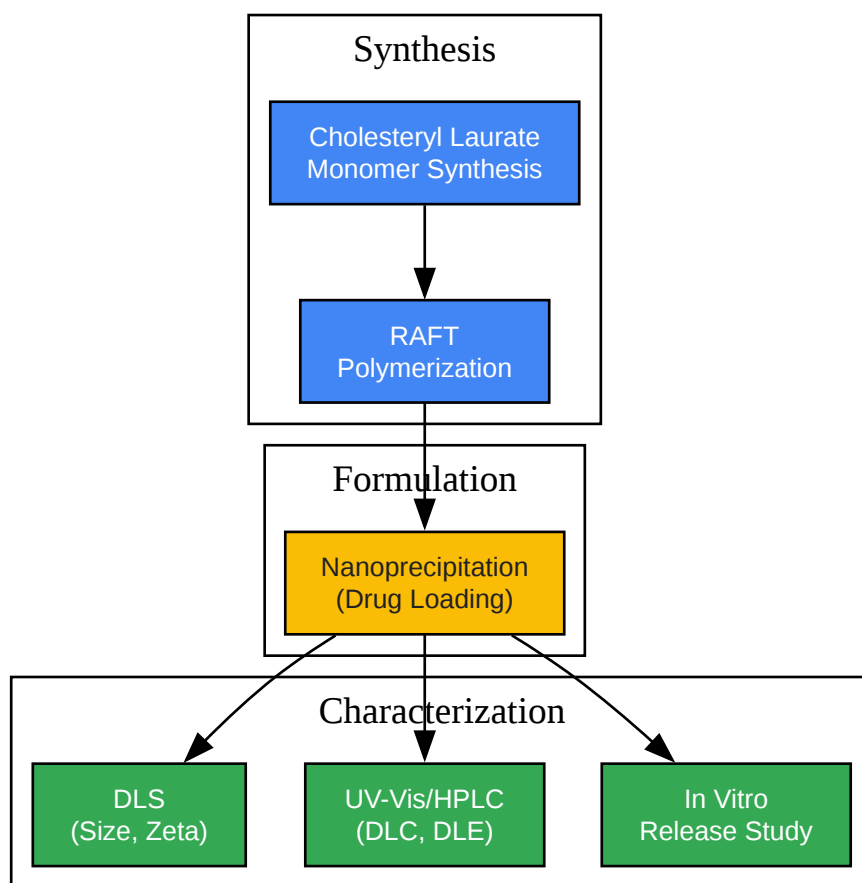 Synthesis
Cholesteryl Laurate
Monomer Synthesis
RAFT
Polymerization
Formulation
Nanoprecipitation
(Drug Loading)
Characterization
DLS
(Size, Zeta)
UV-Vis/HPLC
(DLC, DLE)
In Vitro
Release Study